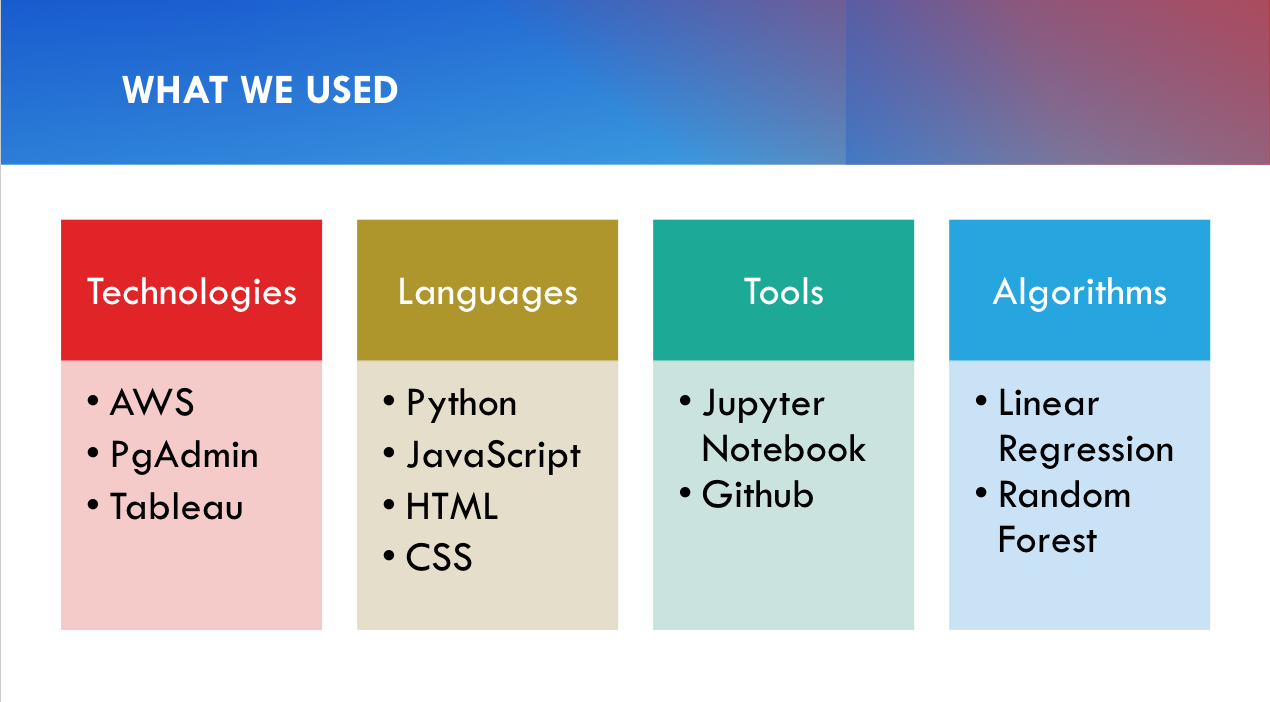 WHAT WE USED
Technologies
• AWS
• PgAdmin
• Tableau
Languages
• Python
• JavaScript
• HTML
• CSS
Tools
• Jupyter
Notebook
• Github
Algorithms
• Linear
Regression
• Random
Forest